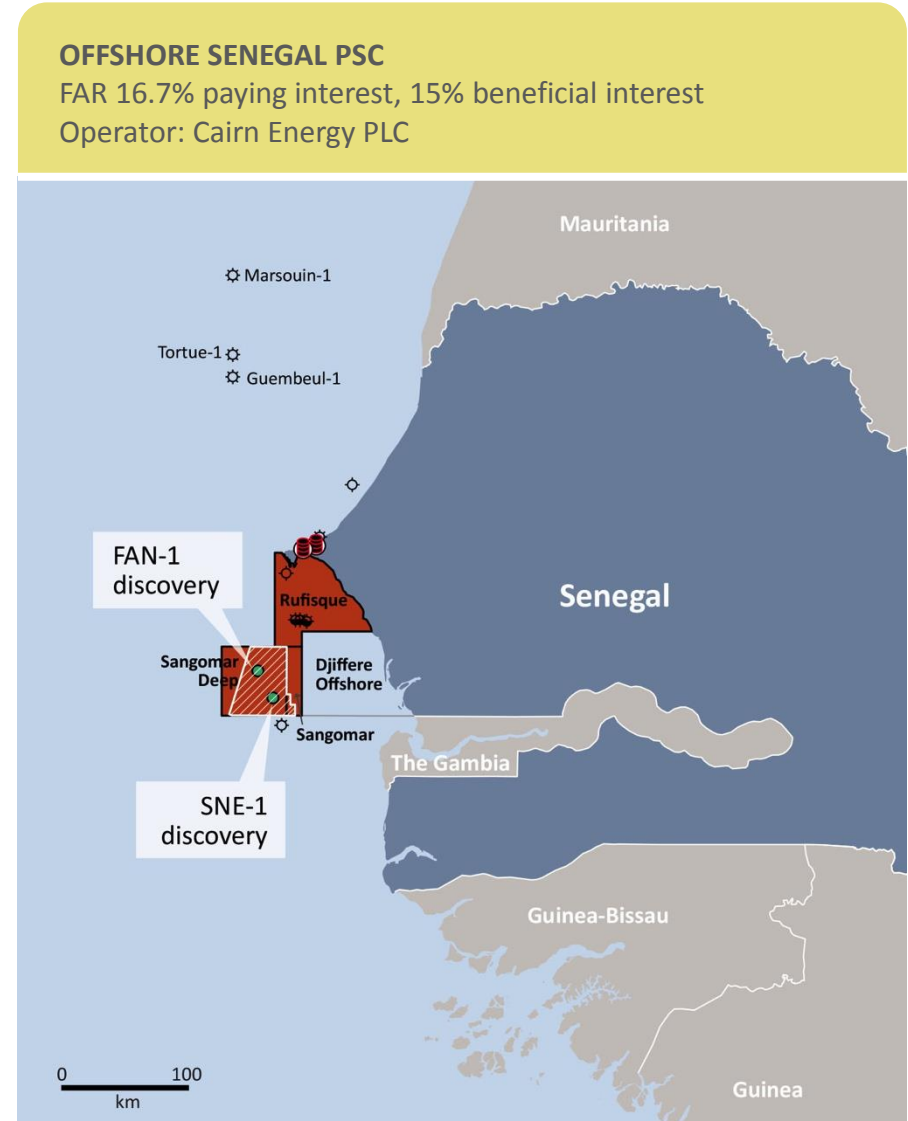 OFFSHORE SENEGAL PSC
FAR 16.7% paying interest, 15% beneficial interest
Operator: Cairn Energy PLC
Mauritania
Marsouin-1
Tortue-1
Guembeul-1
FAN-1
discovery
Senegal
Rufisque
Sangomar
Deep
Djiffere
Offshore
Sangomar
The Gambia
SNE-1
discovery
Guinea-Bissau
0 100
km
Guinea